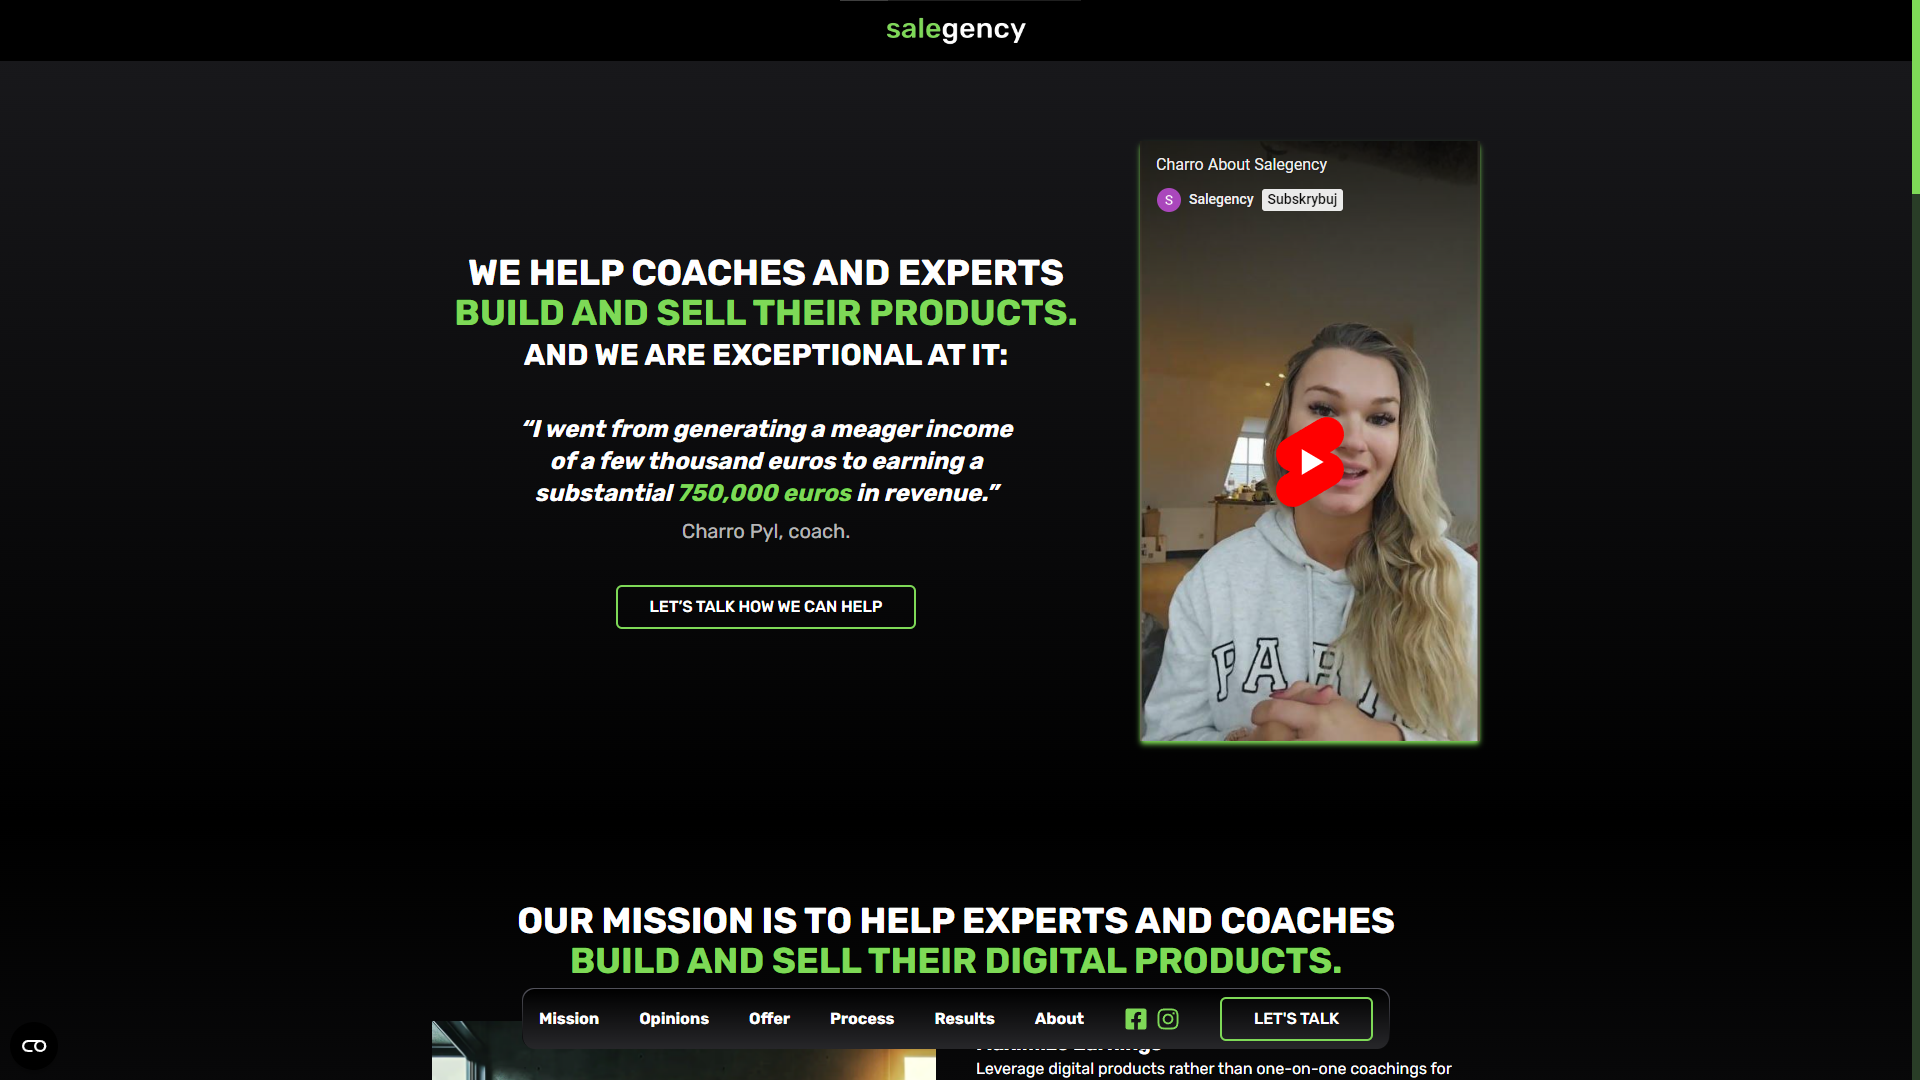 salegency
Charro About Salegency
S Salegency Subskrybuj
WE HELP COACHES AND EXPERTS
BUILD AND SELL THEIR PRODUCTS.
AND WE ARE EXCEPTIONAL AT IT:
“I went from generating a meager income
of a few thousand euros to earning a
substantial 750,000 euros in revenue.”
Charro Pyl, coach.
LET’S TALK HOW WE CAN HELP
OUR MISSION IS TO HELP EXPERTS AND COACHES
BUILD AND SELL THEIR DIGITAL PRODUCTS.
Mission Opinions Offer Process Results About LET'S TALK
Leverage digital products rather than one-on-one coachings for